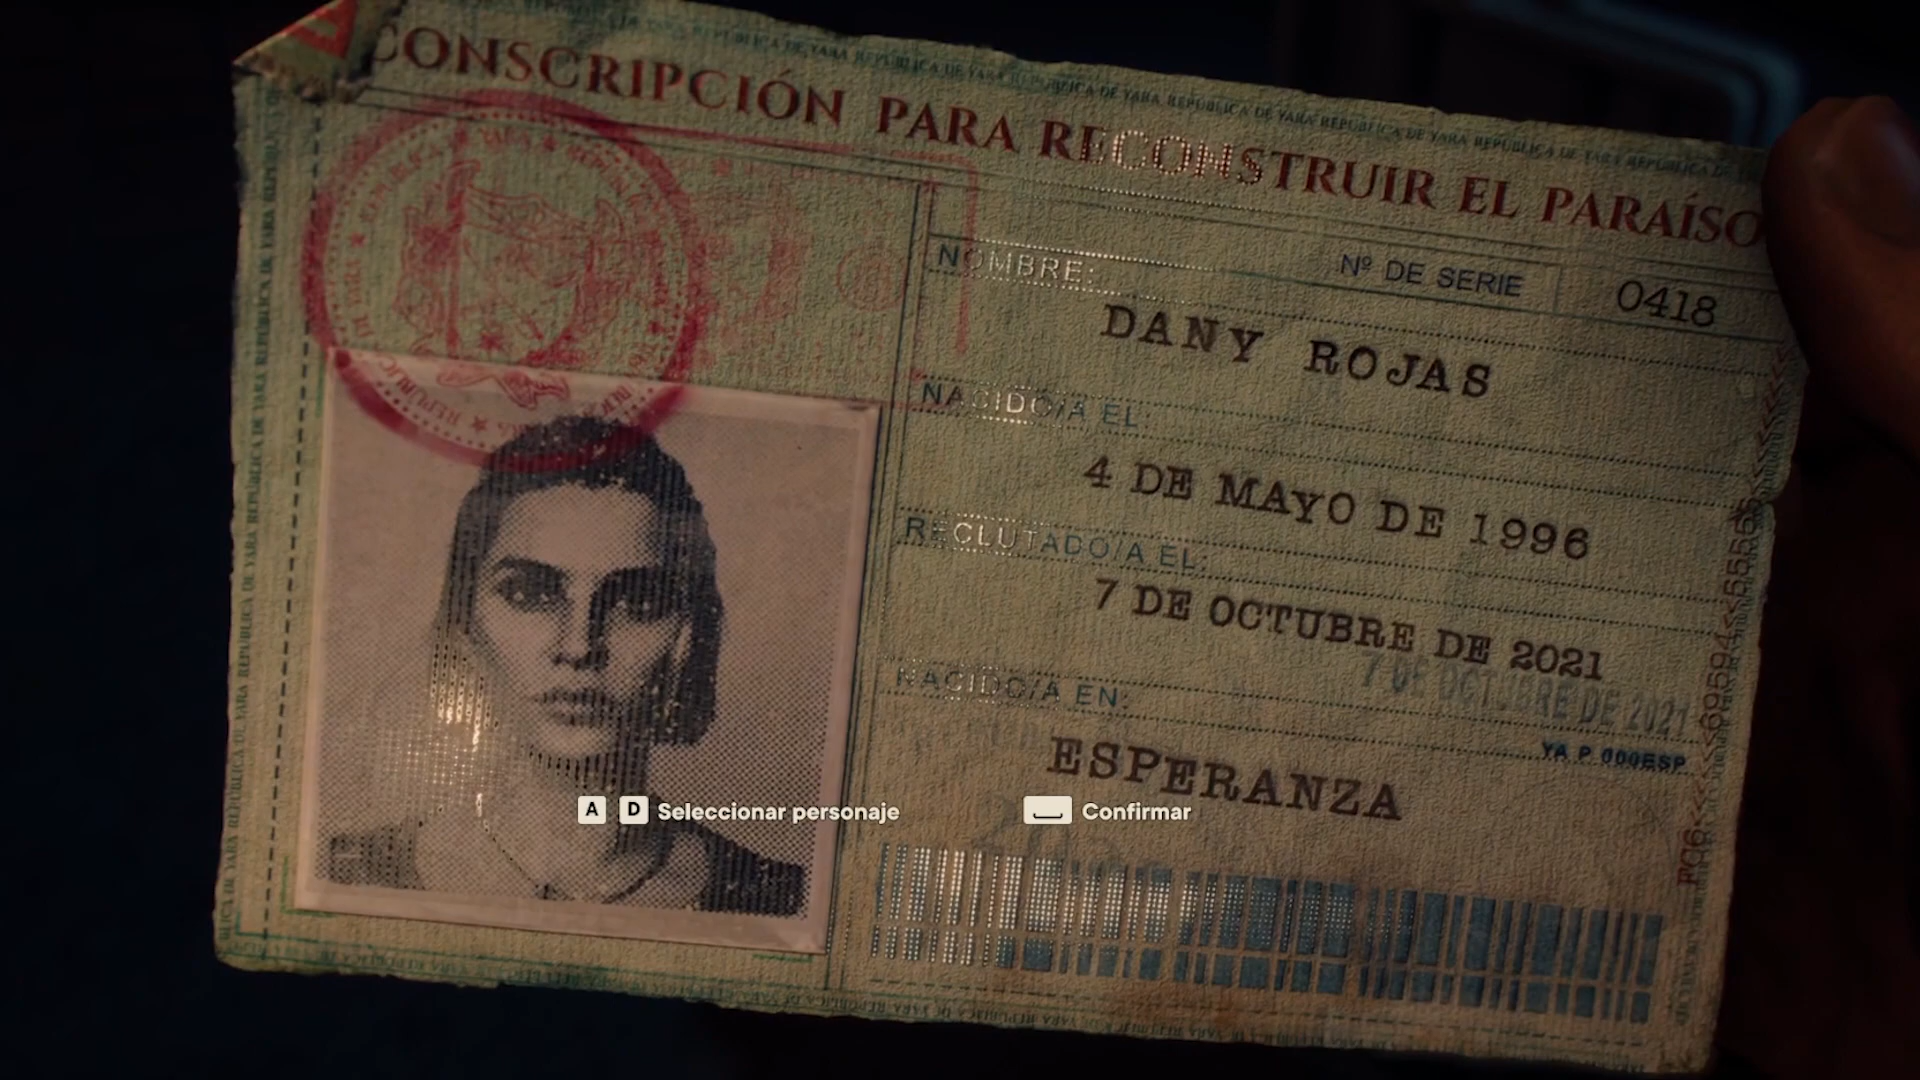 CONSCRIPCIÓN PARA RECONSTRUIR EL PARAÍSO
NOMBRE:
Nº DE SERIE
0418
DANY ROJAS
NACIDO/A EL:
4 DE MAYO DE 1996
RECLUTADO/A EL:
7 DE OCTUBRE DE 2021
7 DE OCTUBRE DE 2021
NACIDO/A EN:
YA P 000ESP
ESPERANZA
A D Seleccionar personaje
Confirmar